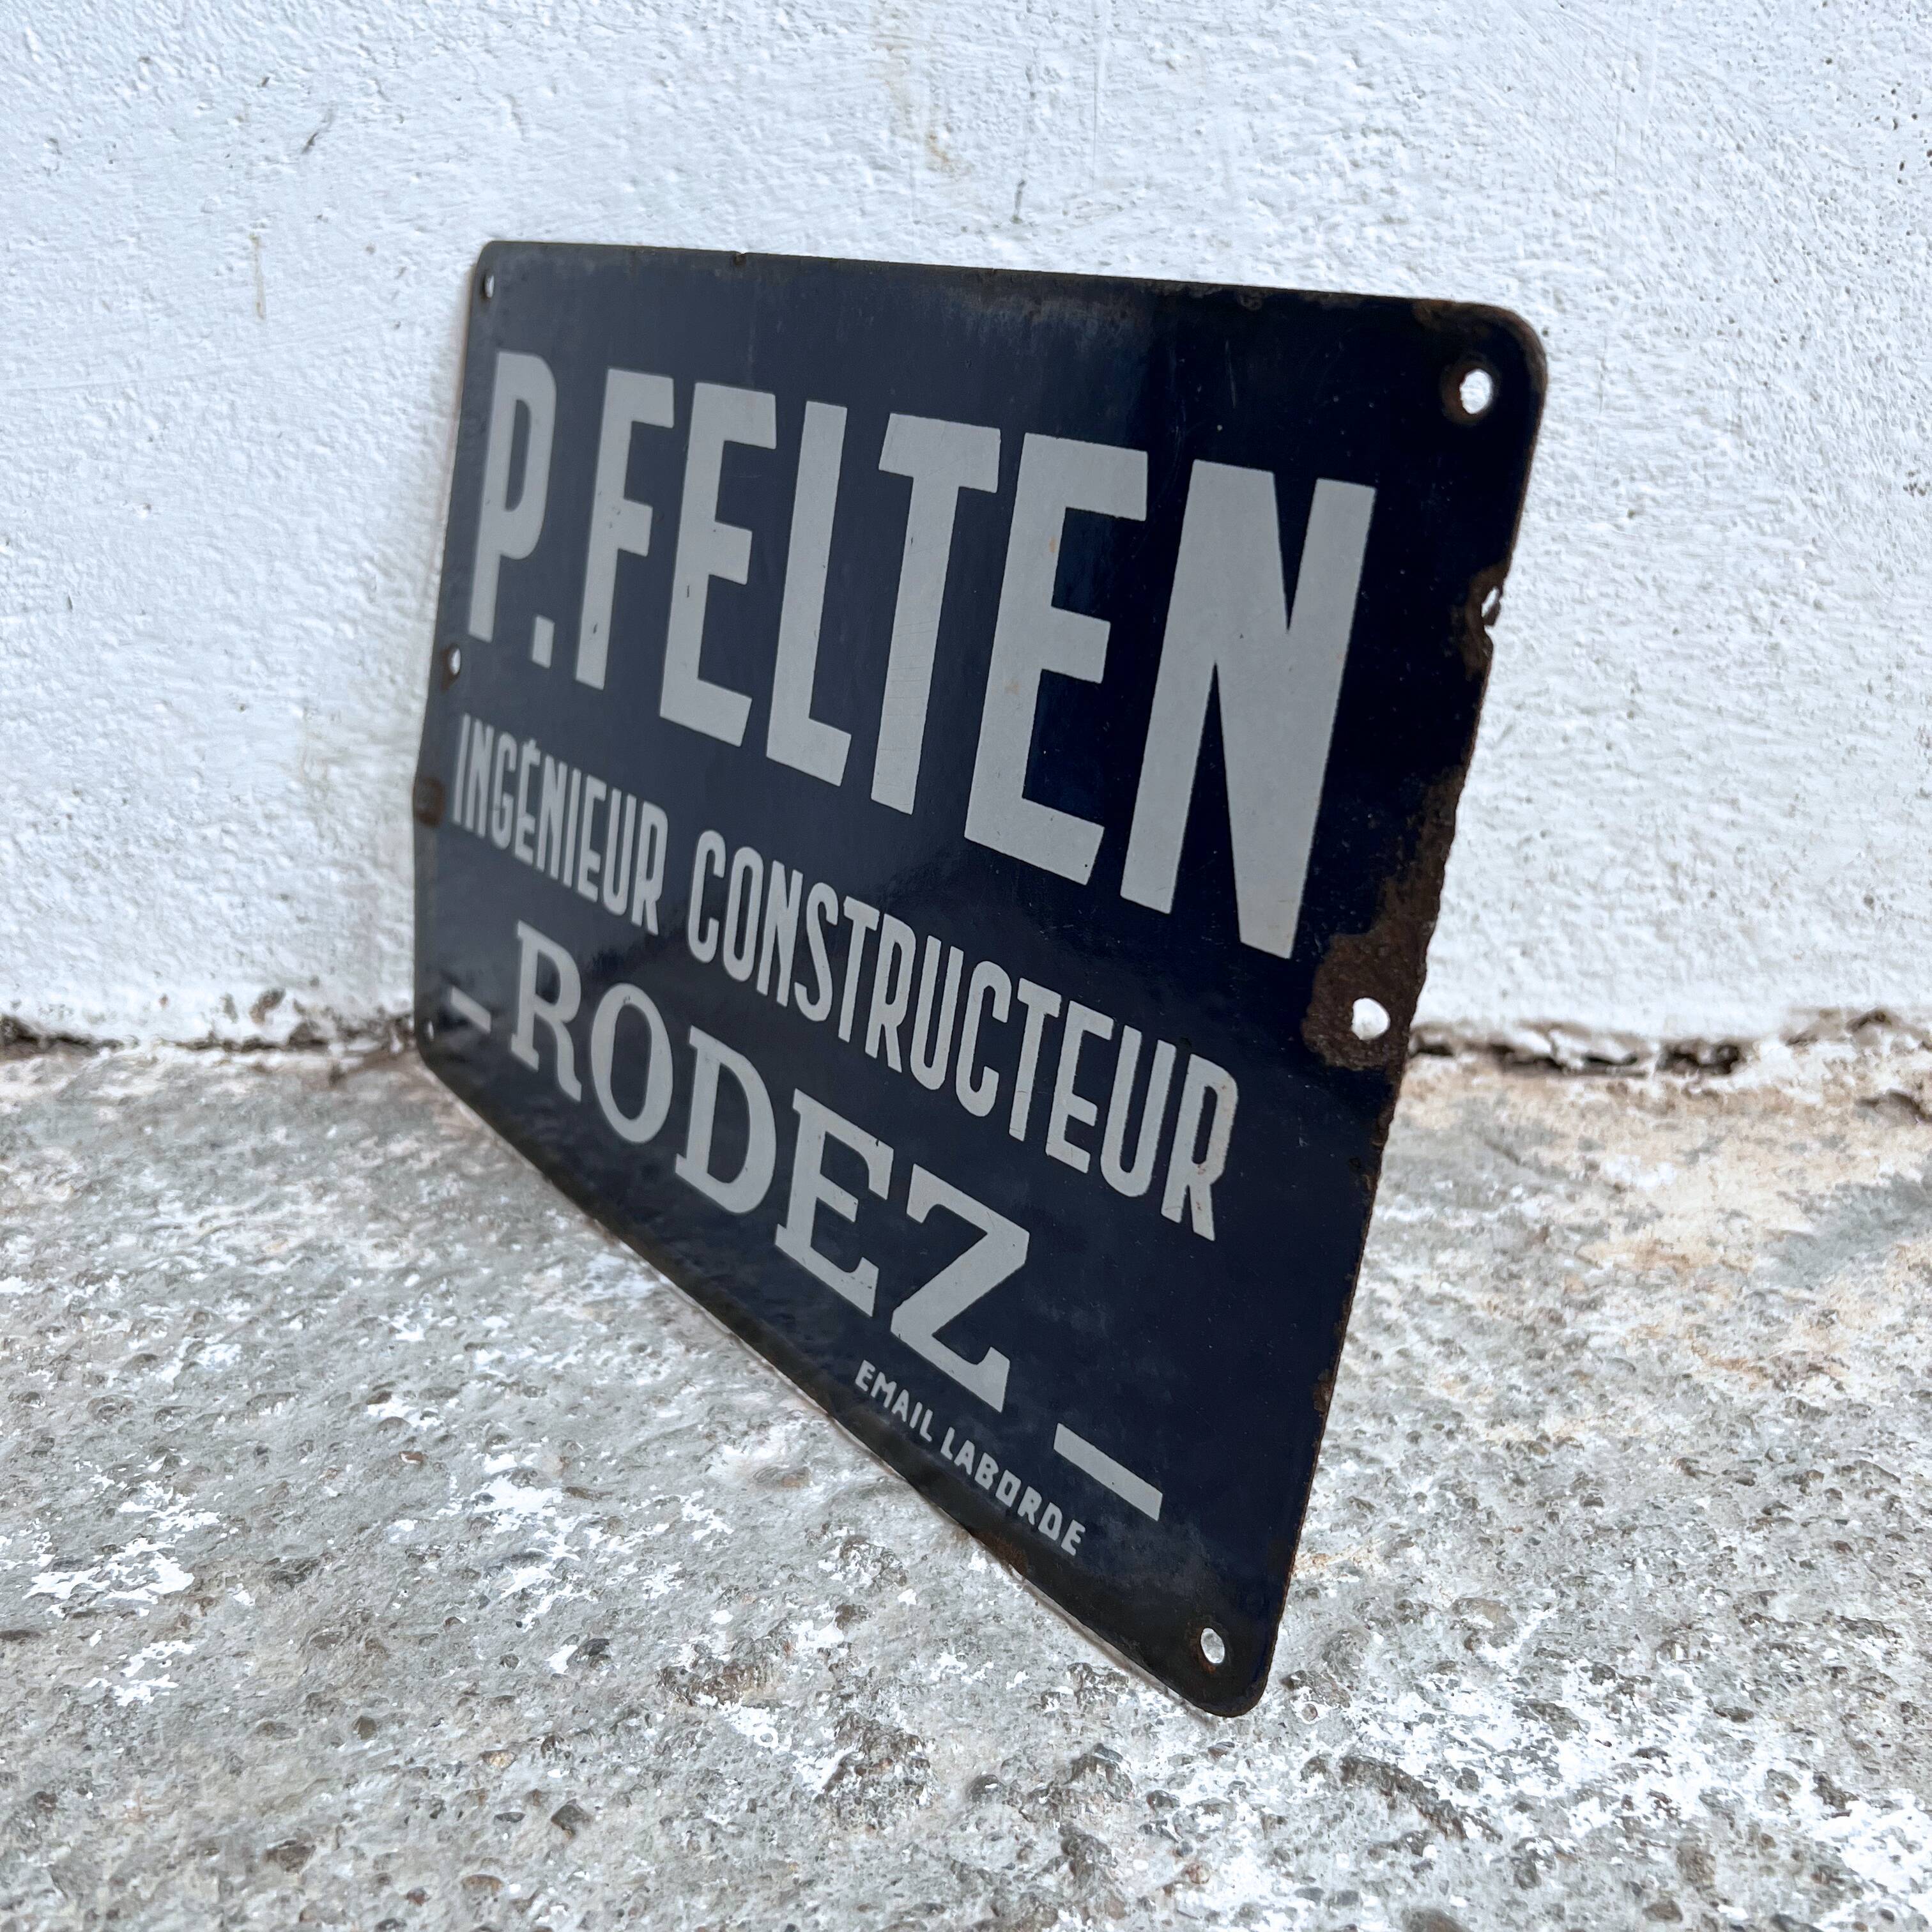 P. FELTEN
INGÉNIEUR CONSTRUCTEUR
- RODEZ -
EMAIL LABORDE